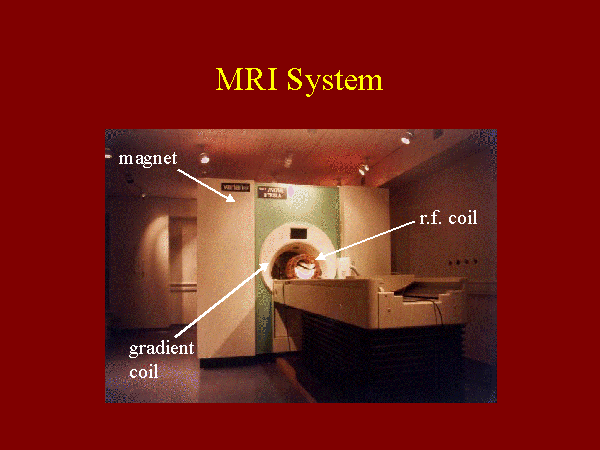 MRI System
magnet
r.f. coil
gradient
coil